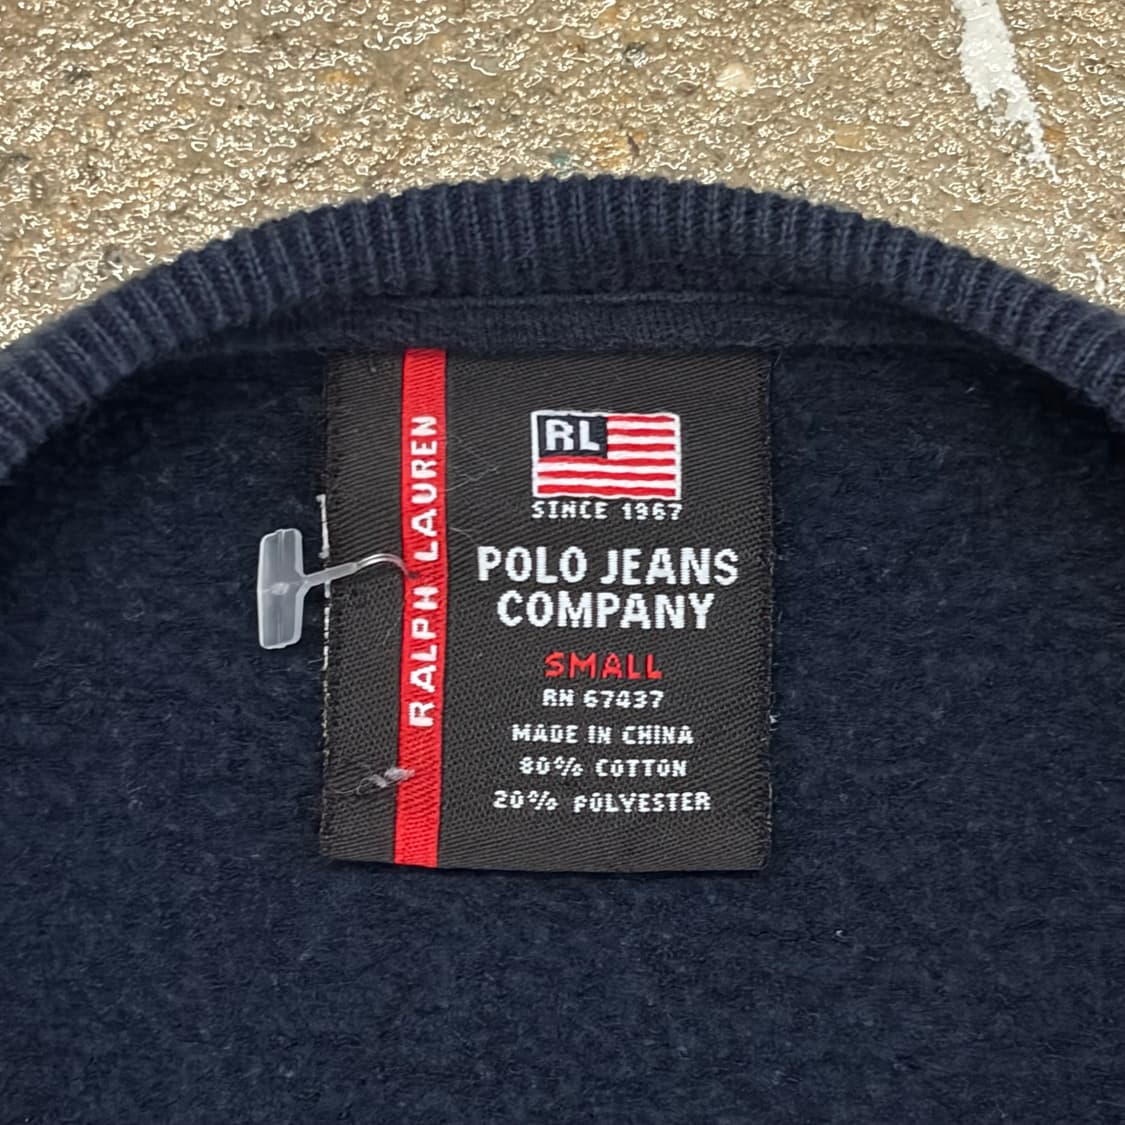 RALPH LAUREN
RL
SINCE 1967
POLO JEANS
COMPANY
SMALL
RN 67437
MADE IN CHINA
80% COTTON
20% POLYESTER